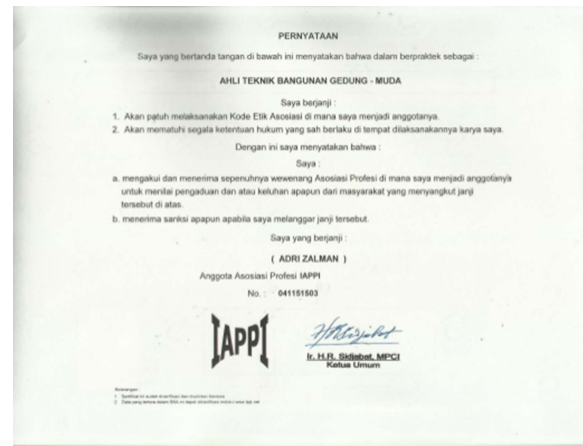 PERNYATAAN
Saya yang bertanda tangan di bawah ini menyatakan bahwa dalam berpraktek sebagai :
AHLI TEKNIK BANGUNAN GEDUNG - MUDA
Saya berjanji :
1. Akan patuh melaksanakan Kode Etik Asosiasi di mana saya menjadi anggotanya.
2. Akan mematuhi segala ketentuan hukum yang sah berlaku di tempat dilaksanakannya karya saya.
Dengan ini saya menyatakan bahwa :
Saya :
a. mengakui dan menerima sepenuhnya wewenang Asosiasi Profesi di mana saya menjadi anggotanya
untuk menilai pengaduan dan atau keluhan apapun dari masyarakat yang menyangkut janji
tersebut di atas.
b. menerima sanksi apapun apabila saya melanggar janji tersebut.
Saya yang berjanji :
( ADRI ZALMAN )
Anggota Asosiasi Profesi IAPPI
No. : 041151503
IAPPI
Ir. H.R. Sidjabat, MPCI
Ketua Umum
Keterangan